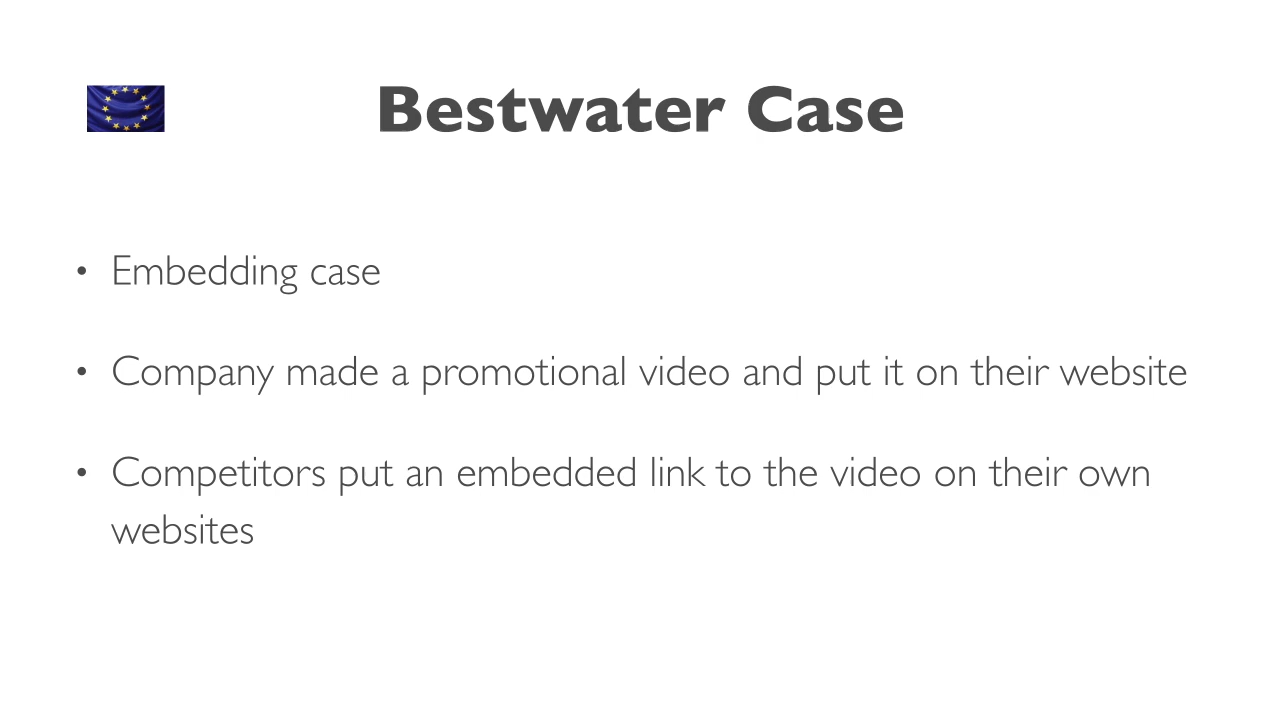 Bestwater Case
• Embedding case
• Company made a promotional video and put it on their website
• Competitors put an embedded link to the video on their own
websites